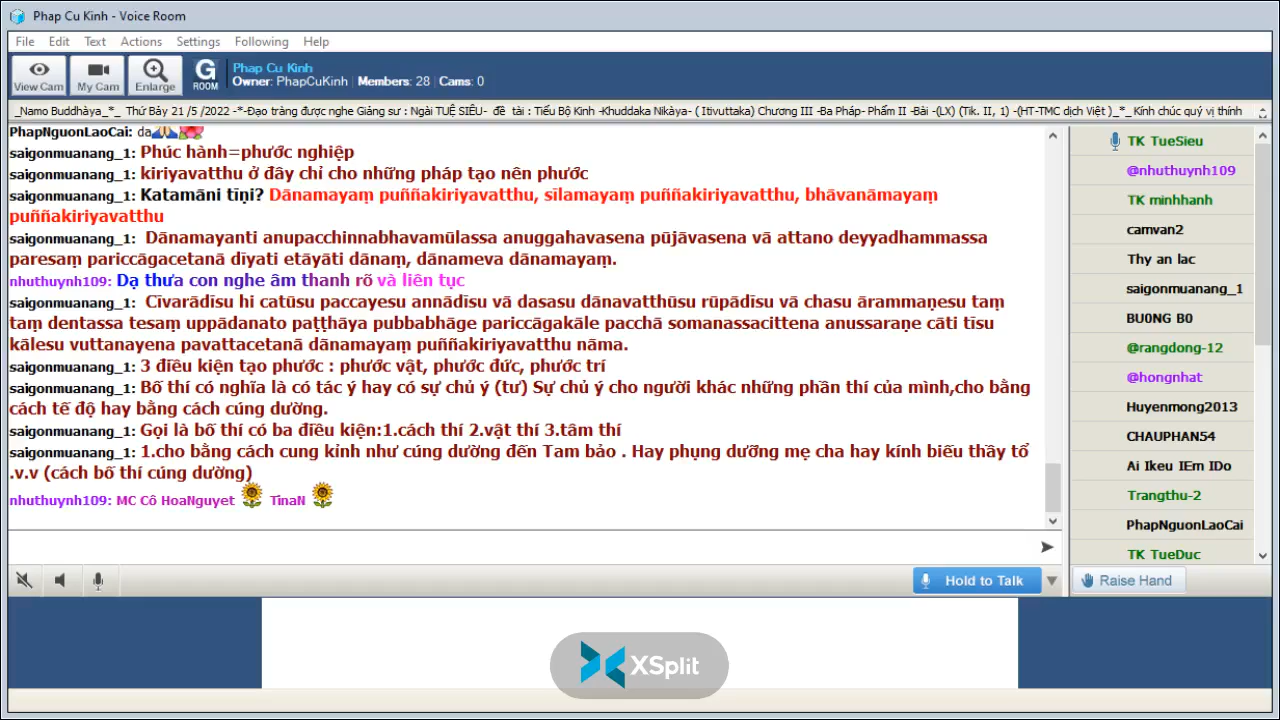 Phap Cu Kinh - Voice Room
File Edit Text Actions Settings Following Help
View Cam My Cam Enlarge G ROOM
Phap Cu Kinh
Owner: PhapCuKinh | Members: 28 | Cams: 0
_Namo Buddhàya_*_ Thứ Bảy 21 /5 /2022 -*-Đạo tràng được nghe Giảng sư : Ngài TUỆ SIÊU- đề tài : Tiểu Bộ Kinh -Khuddaka Nikàya- ( Itivuttaka) Chương III -Ba Pháp- Phẩm II -Bài -(LX) (Tik. II, 1) -(HT-TMC dịch Việt )_*_ Kính chúc quý vị thính
PhapNguonLaoCai: da
saigonmuanang_1: Phúc hành=phước nghiệp
saigonmuanang_1: kiriyavatthu ở đây chỉ cho những pháp tạo nên phước
saigonmuanang_1: Katamāni tīṇi? Dānamayaṃ puññakiriyavatthu, sīlamayaṃ puññakiriyavatthu, bhāvanāmayaṃ
puññakiriyavatthu
saigonmuanang_1: Dānamayanti anupacchinnabhavamūlassa anuggahavasena pūjāvasena vā attano deyyadhammassa
paresaṃ pariccāgacetanā dīyati etāyāti dānaṃ, dānameva dānamayaṃ.
nhuthuynh109: Dạ thưa con nghe âm thanh rõ và liên tục
saigonmuanang_1: Cīvarādīsu hi catūsu paccayesu annādīsu vā dasasu dānavatthūsu rūpādīsu vā chasu ārammaṇesu taṃ
taṃ dentassa tesaṃ uppādanato paṭṭhāya pubbabhāge pariccāgakāle pacchā somanassacittena anussaraṇe cāti tīsu
kālesu vuttanayena pavattacetanā dānamayaṃ puññakiriyavatthu nāma.
saigonmuanang_1: 3 điều kiện tạo phước : phước vật, phước đức, phước trí
saigonmuanang_1: Bố thí có nghĩa là có tác ý hay có sự chủ ý (tư) Sự chủ ý cho người khác những phần thí của mình,cho bằng
cách tế độ hay bằng cách cúng dường.
saigonmuanang_1: Gọi là bố thí có ba điều kiện:1.cách thí 2.vật thí 3.tâm thí
saigonmuanang_1: 1.cho bằng cách cung kỉnh như cúng dường đến Tam bảo . Hay phụng dưỡng mẹ cha hay kính biếu thầy tổ
.v.v (cách bố thí cúng dường)
nhuthuynh109: MC Cô HoaNguyet TinaN
TK TueSieu
@nhuthuynh109
TK minhhanh
camvan2
Thy an lac
saigonmuanang_1
BU0NG B0
@rangdong-12
@hongnhat
Huyenmong2013
CHAUPHAN54
Ai Ikeu IEm IDo
Trangthu-2
PhapNguonLaoCai
TK TueDuc
Hold to Talk
Raise Hand
XSplit